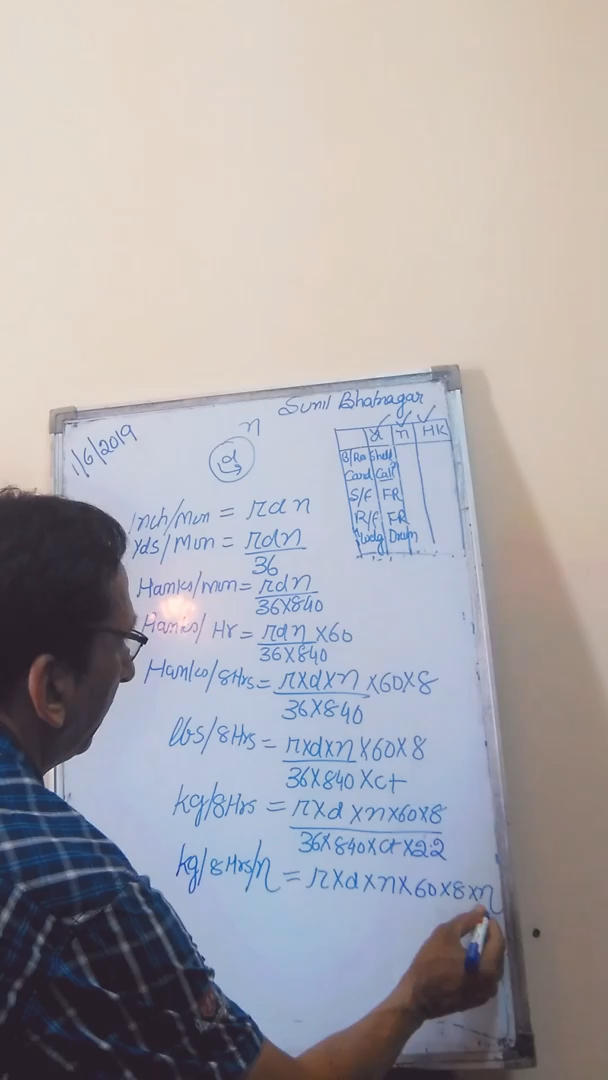 Sunil Bhatnagar
1/6/2019
n
d
d n HK
B/Rm Shell
Card Call
S/F FR
R/F FR
Drum
Inch/Min = πdn
Yds/Min = πdn
36
Hanks/min = πdn
36×840
Hanks/Hr = πdn ×60
36×840
Hanks/8Hrs = π×d×n ×60×8
36×840
lbs/8Hrs = π×d×n ×60×8
36×840×ct
kg/8Hrs = π×d×n×60×8
36×840×ct×2.2
kg/8Hrs/η = π×d×n×60×8×η